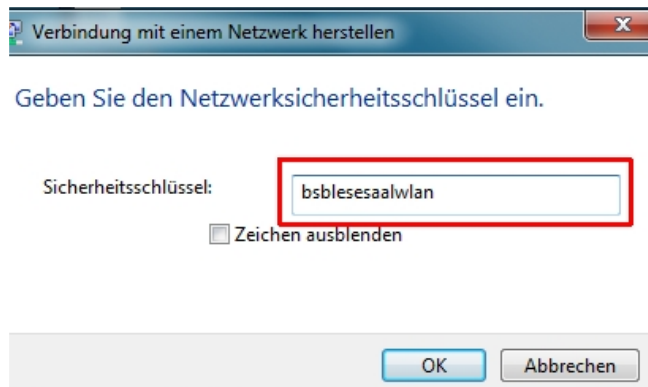 Verbindung mit einem Netzwerk herstellen
Geben Sie den Netzwerksicherheitsschlüssel ein.
Sicherheitsschlüssel: bsblesesaalwlan
Zeichen ausblenden
OK Abbrechen